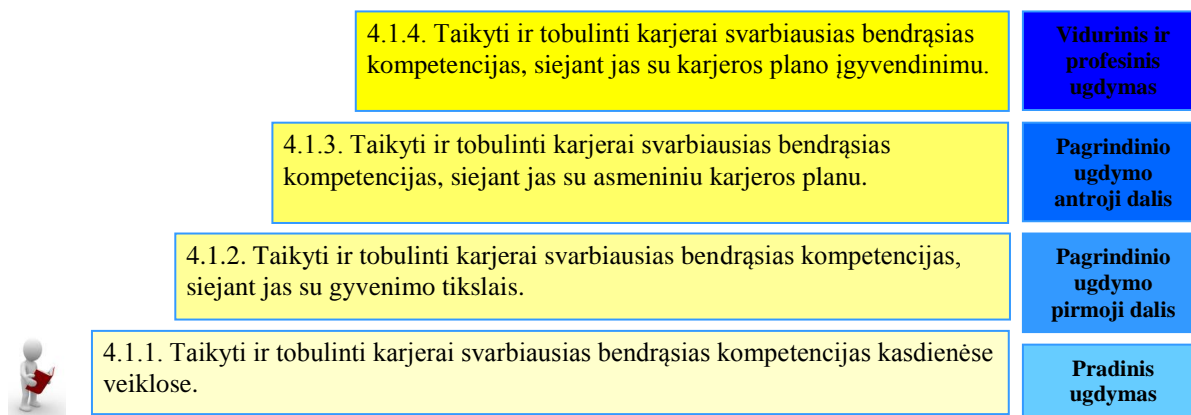 4.1.4. Taikyti ir tobulinti karjerai svarbiausias bendrąsias
kompetencijas, siejant jas su karjeros plano įgyvendinimu.
Vidurinis ir
profesinis
ugdymas
4.1.3. Taikyti ir tobulinti karjerai svarbiausias bendrąsias
kompetencijas, siejant jas su asmeniniu karjeros planu.
Pagrindinio
ugdymo
antroji dalis
4.1.2. Taikyti ir tobulinti karjerai svarbiausias bendrąsias kompetencijas,
siejant jas su gyvenimo tikslais.
Pagrindinio
ugdymo
pirmoji dalis
4.1.1. Taikyti ir tobulinti karjerai svarbiausias bendrąsias kompetencijas kasdienėse
veiklose.
Pradinis
ugdymas